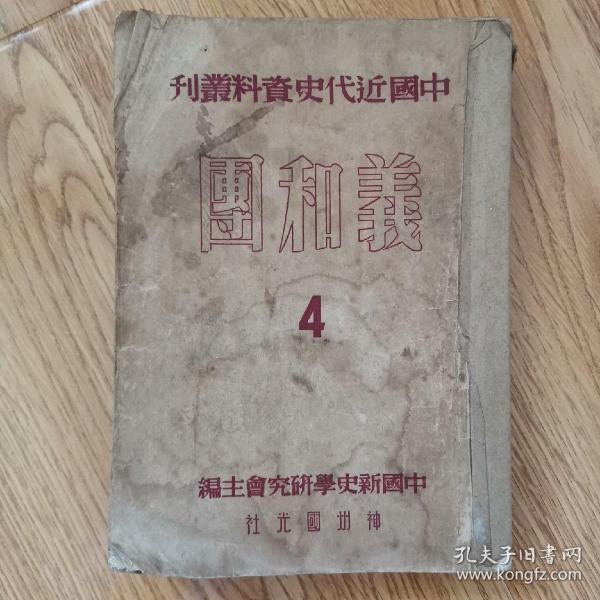 中國近代史資料叢刊
義和團
4
中國新史學研究會主編
神州國光社
孔夫子旧书网
www.kongfz.com